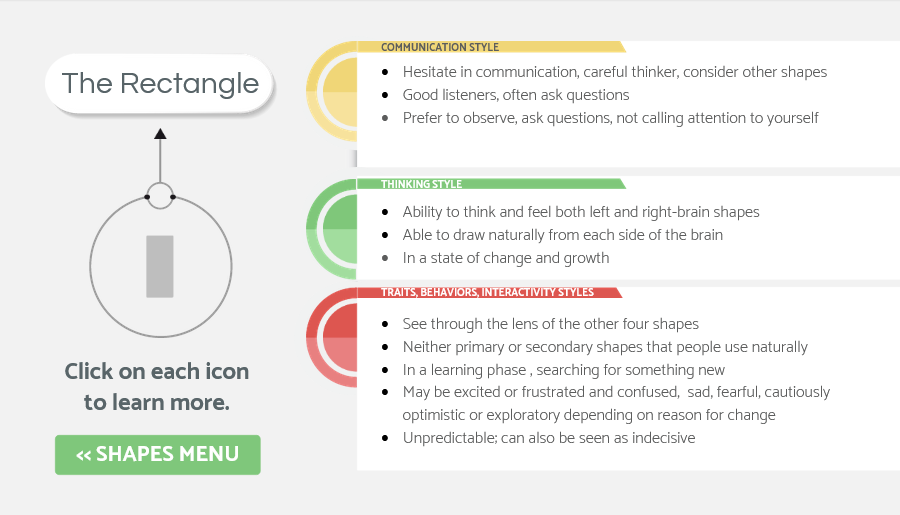 The Rectangle
Click on each icon
to learn more.
<< SHAPES MENU
COMMUNICATION STYLE
• Hesitate in communication, careful thinker, consider other shapes
• Good listeners, often ask questions
• Prefer to observe, ask questions, not calling attention to yourself
THINKING STYLE
• Ability to think and feel both left and right-brain shapes
• Able to draw naturally from each side of the brain
• In a state of change and growth
TRAITS, BEHAVIORS, INTERACTIVITY STYLES
• See through the lens of the other four shapes
• Neither primary or secondary shapes that people use naturally
• In a learning phase , searching for something new
• May be excited or frustrated and confused, sad, fearful, cautiously
optimistic or exploratory depending on reason for change
• Unpredictable; can also be seen as indecisive